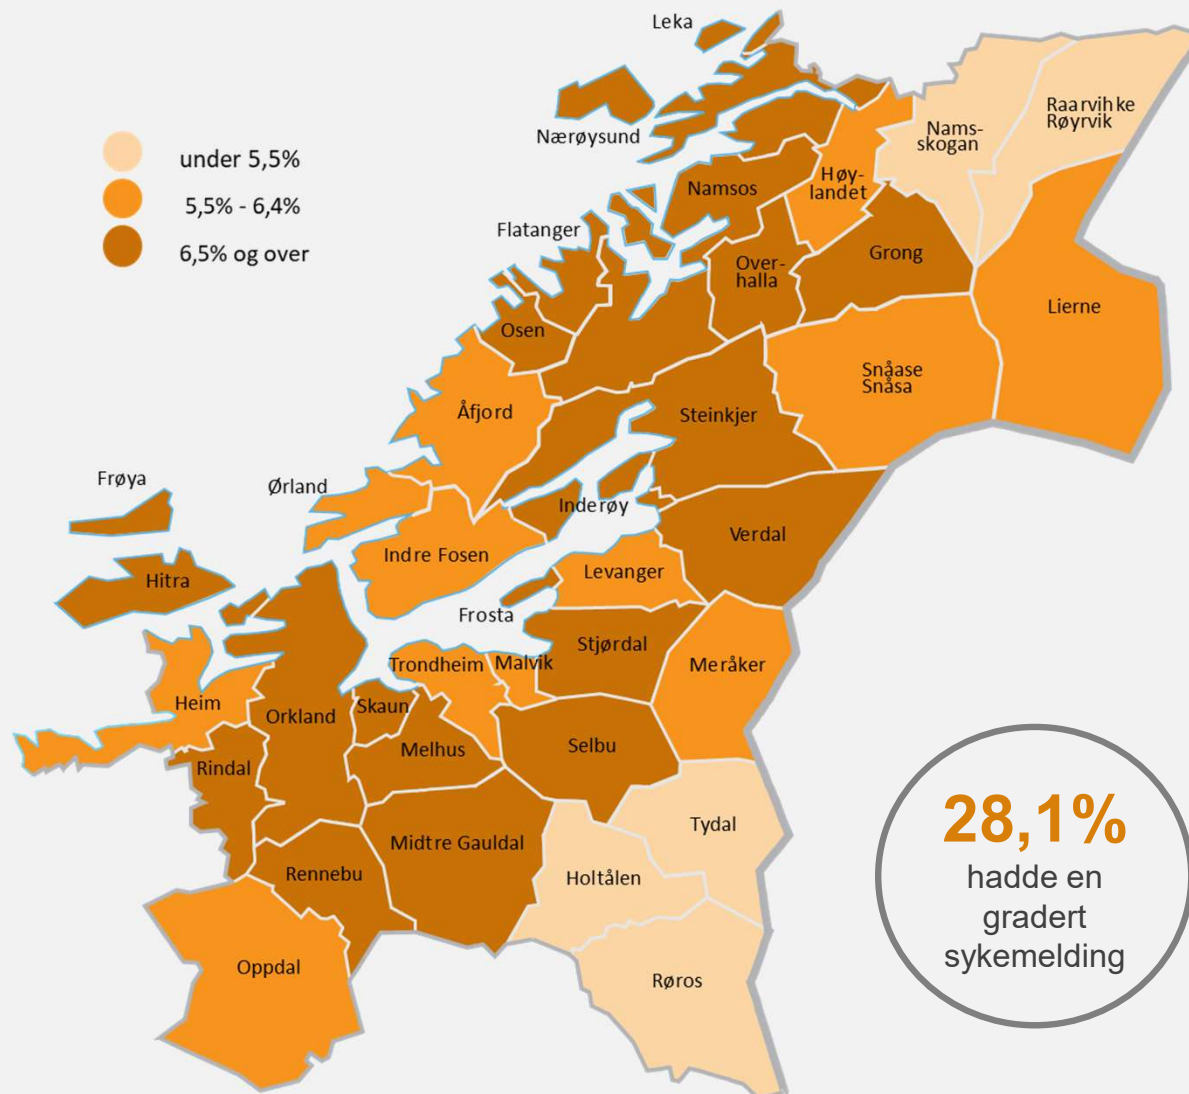 Leka
under 5,5%
5,5% - 6,4%
6,5% og over
Raarvihke
Røyrvik
Nams-
skogan
Nærøysund
Høy-
landet
Namsos
Flatanger
Grong
Over-
halla
Lierne
Osen
Snåase
Snåsa
Åfjord
Steinkjer
Frøya
Ørland
Inderøy
Verdal
Indre Fosen
Levanger
Hitra
Frosta
Stjørdal
Trondheim
Malvik
Meråker
Heim
Orkland
Skaun
Melhus
Selbu
Rindal
Tydal
Midtre Gauldal
Rennebu
Holtålen
Oppdal
Røros
28,1%
hadde en
gradert
sykemelding